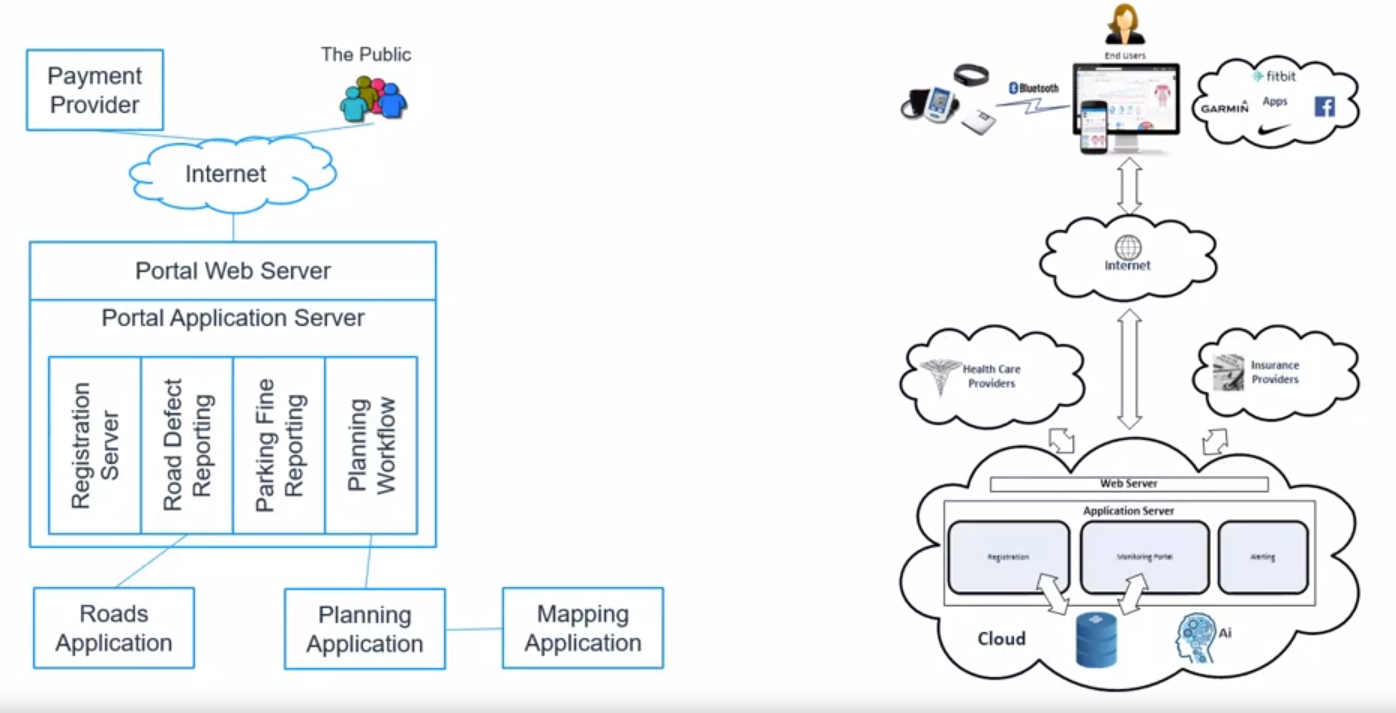 Payment
Provider
The Public
Internet
Portal Web Server
Portal Application Server
Registration
Server
Road Defect
Reporting
Parking Fine
Reporting
Planning
Workflow
Roads
Application
Planning
Application
Mapping
Application
End Users
Bluetooth
fitbit
GARMIN
Apps
Internet
Health Care
Providers
Insurance
Providers
Web Server
Application Server
Registration
Monitoring Portal
Alerting
Cloud
Ai